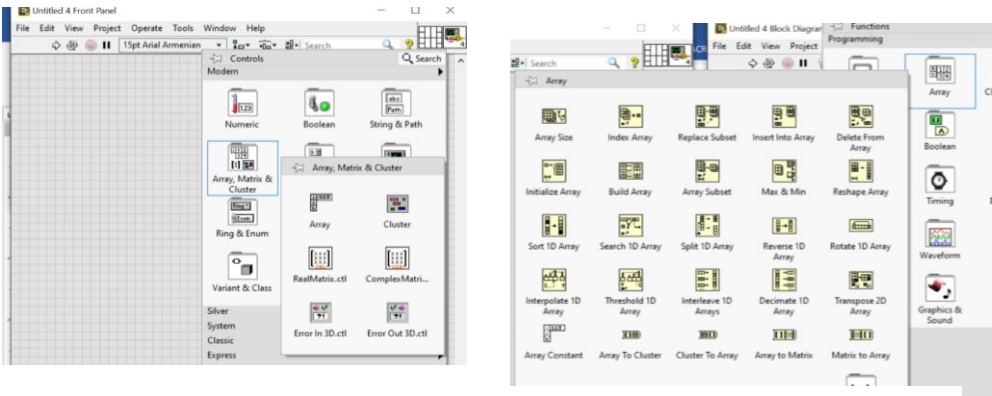 Untitled 4 Front Panel
File Edit View Project Operate Tools Window Help
15pt Arial Armenian
Search
4
Controls
Search
Modern
1.23
abc
Path
Numeric
Boolean
String & Path
Array, Matrix &
Cluster
Ring & Enum
Variant & Class
Silver
System
Classic
Express
Array, Matrix & Cluster
Array
Cluster
RealMatrix.ctl
ComplexMatri...
Error In 3D.ctl
Error Out 3D.ctl
Search
Untitled 4 Block Diagram
File Edit View Project
Functions
Programming
Array
Boolean
Timing
Waveform
Graphics &
Sound
Array
Array Size
Index Array
Replace Subset
Insert Into Array
Delete From
Array
Initialize Array
Build Array
Array Subset
Max & Min
Reshape Array
Sort 1D Array
Search 1D Array
Split 1D Array
Reverse 1D
Array
Rotate 1D Array
Interpolate 1D
Array
Threshold 1D
Array
Interleave 1D
Arrays
Decimate 1D
Array
Transpose 2D
Array
Array Constant
Array To Cluster
Cluster To Array
Array to Matrix
Matrix to Array